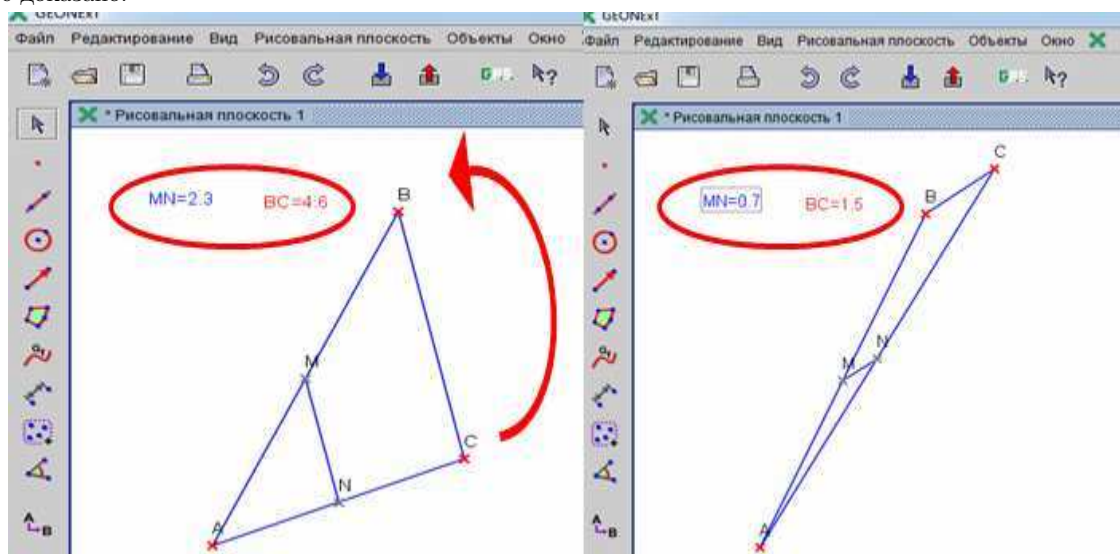 GEONExT
Файл Редактирование Вид Рисовальная плоскость Объекты Окно
* Рисовальная плоскость 1
MN=2.3 BC=4.6
B
M
C
N
A
A
B
GEONExT
Файл Редактирование Вид Рисовальная плоскость Объекты Окно
* Рисовальная плоскость 1
C
MN=0.7 BC=1.5
B
N
M
A
A
B